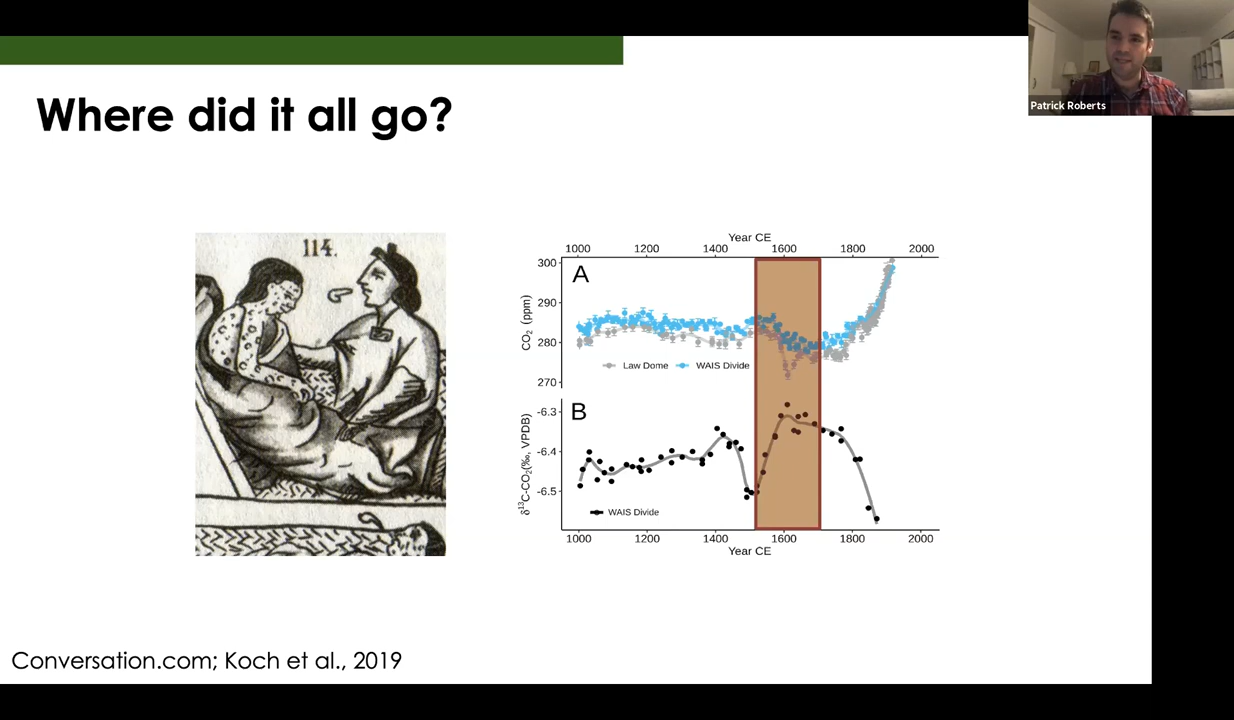 Patrick Roberts
Where did it all go?
114.
Year CE
1000 1200 1400 1600 1800 2000
A
300
290
280
270
CO2 (ppm)
Law Dome WAIS Divide
B
-6.3
-6.4
-6.5
δ13C-CO2(‰, VPDB)
WAIS Divide
1000 1200 1400 1600 1800 2000
Year CE
Conversation.com; Koch et al., 2019